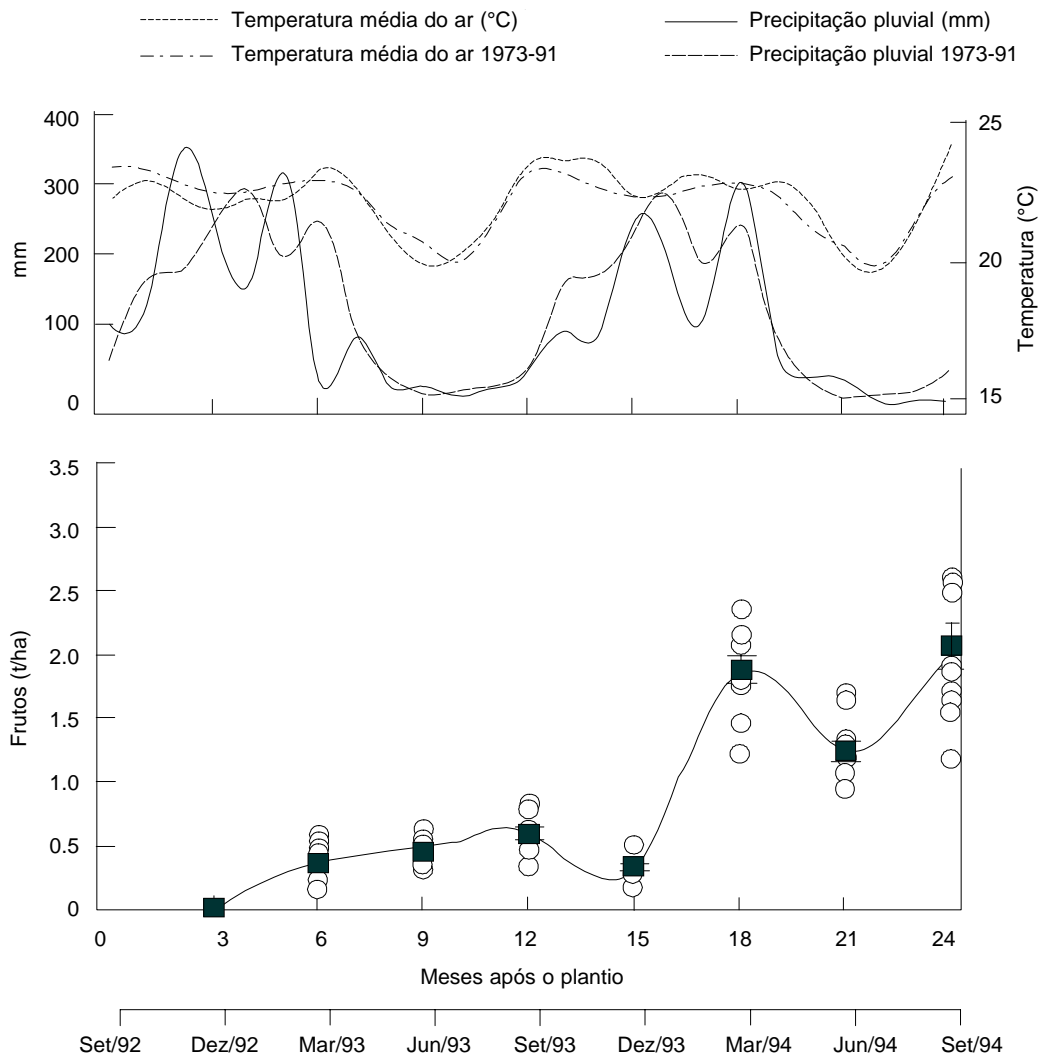 Temperatura média do ar (°C)
Precipitação pluvial (mm)
Temperatura média do ar 1973-91
Precipitação pluvial 1973-91
400
300
200
100
0
mm
25
20
15
Temperatura (°C)
3.5
3.0
2.5
2.0
1.5
1.0
0.5
0
Frutos (t/ha)
0 3 6 9 12 15 18 21 24
Meses após o plantio
Set/92 Dez/92 Mar/93 Jun/93 Set/93 Dez/93 Mar/94 Jun/94 Set/94